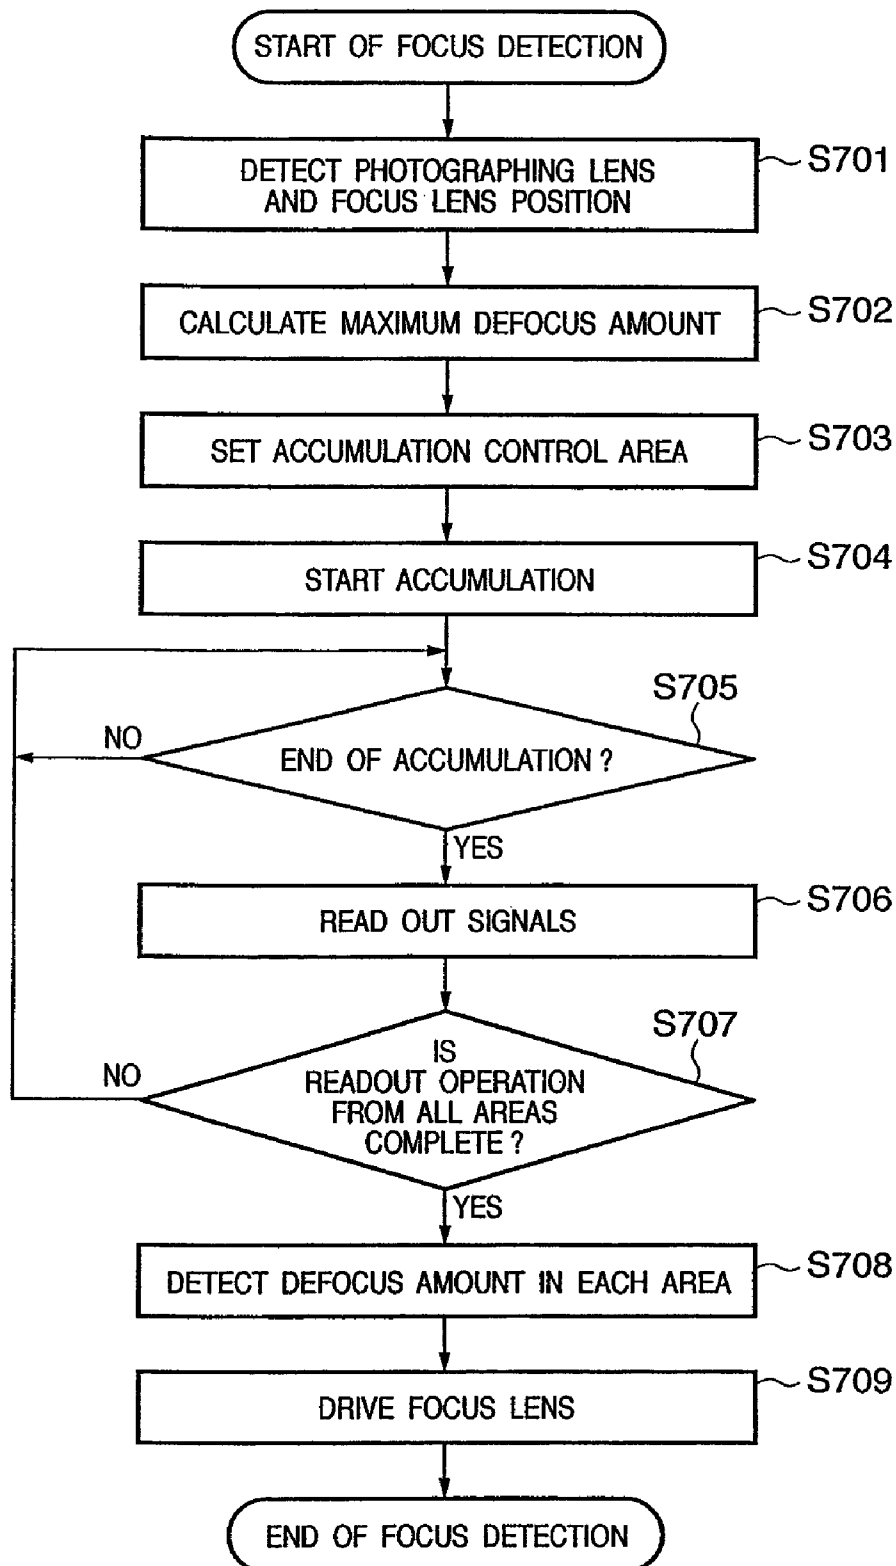 START OF FOCUS DETECTION
DETECT PHOTOGRAPHING LENS
AND FOCUS LENS POSITION
S701
CALCULATE MAXIMUM DEFOCUS AMOUNT
S702
SET ACCUMULATION CONTROL AREA
S703
START ACCUMULATION
S704
S705
NO
END OF ACCUMULATION ?
YES
READ OUT SIGNALS
S706
S707
NO
IS
READOUT OPERATION
FROM ALL AREAS
COMPLETE ?
YES
DETECT DEFOCUS AMOUNT IN EACH AREA
S708
DRIVE FOCUS LENS
S709
END OF FOCUS DETECTION